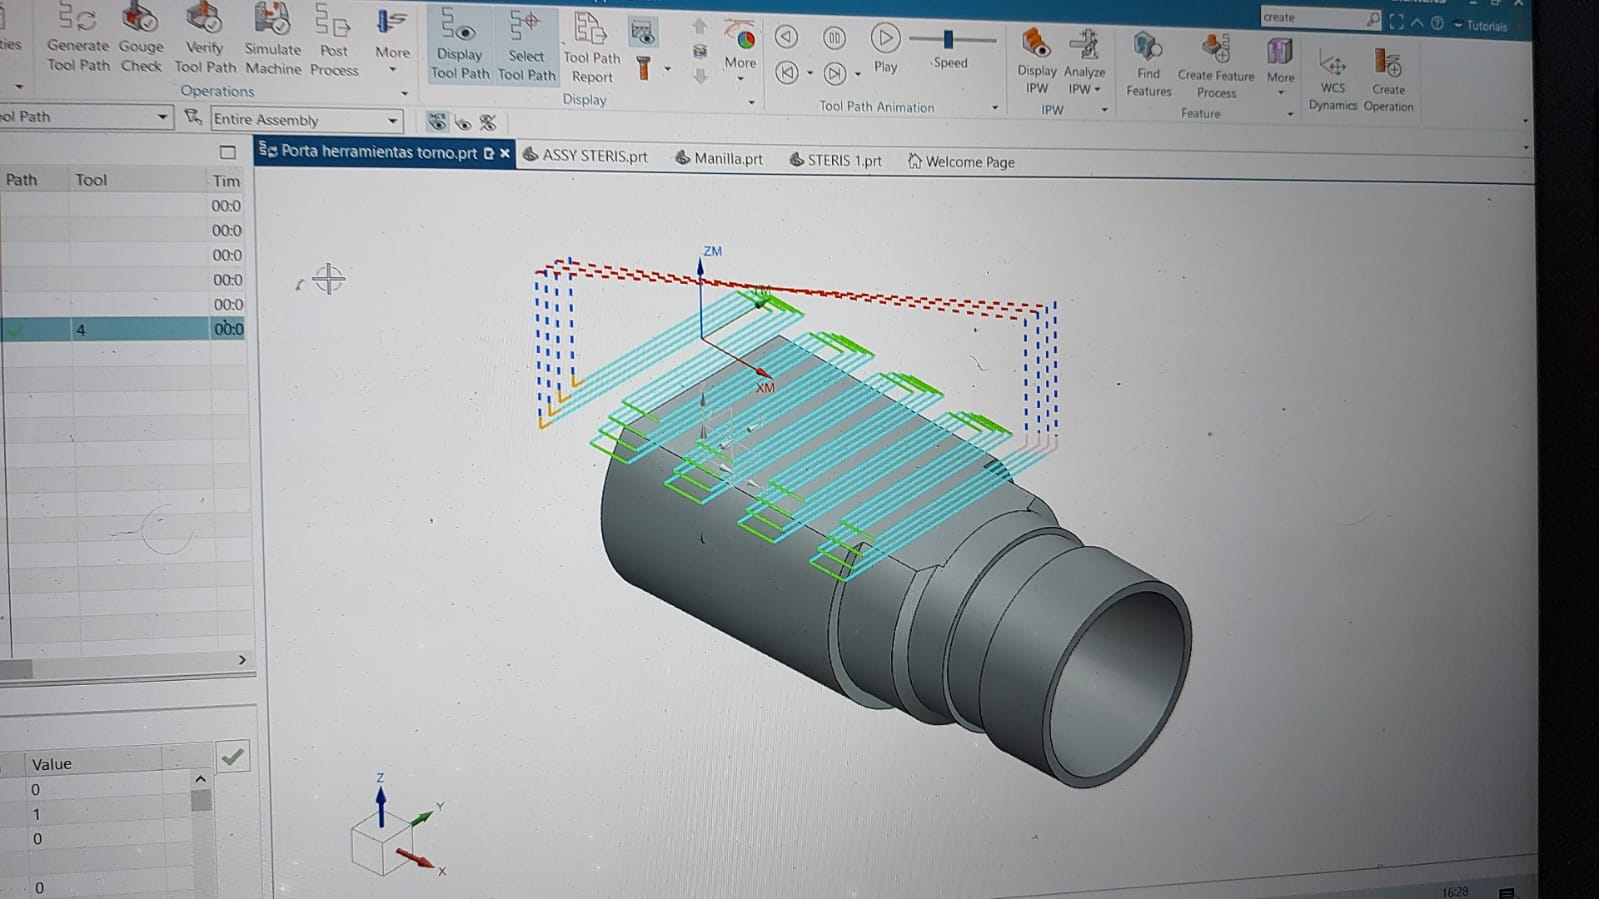 create
Tutorials
ties
Generate Tool Path
Gouge Check
Verify Tool Path
Simulate Machine
Post Process
More
Operations
Display Tool Path
Select Tool Path
Tool Path Report
More
Display
Play
Speed
Tool Path Animation
Display IPW
Analyze IPW
IPW
Find Features
Create Feature Process
More
Feature
WCS Dynamics
Create Operation
ol Path
Entire Assembly
Porta herramientas torno.prt
ASSY STERIS.prt
Manilla.prt
STERIS 1.prt
Welcome Page
Path Tool Tim
00:0
00:0
00:0
00:0
00:0
4 00:0
ZM
XM
Value
0
1
0
0
Z
Y
X
16:28